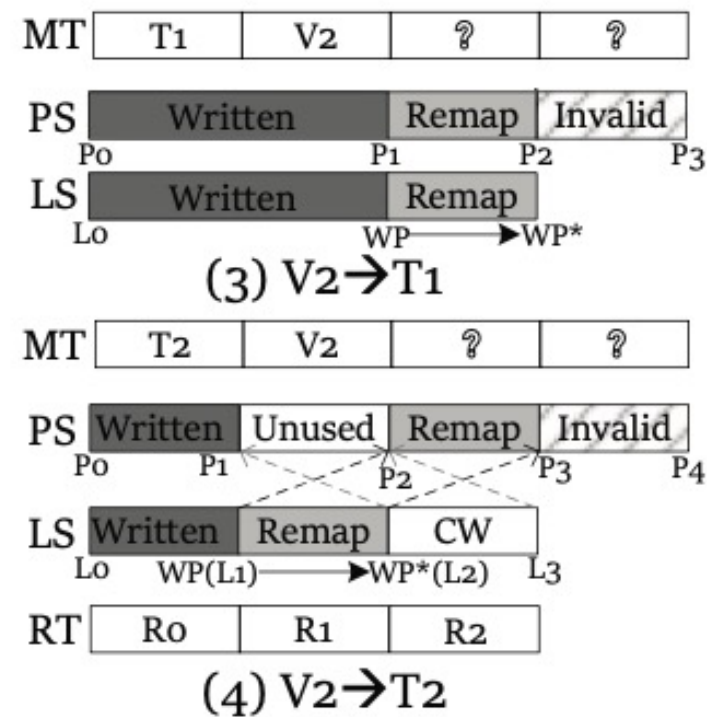 MT T1 V2 ? ?
PS Written Remap Invalid
P0 P1 P2 P3
LS Written Remap
L0 WP WP*
(3) V2→T1
MT T2 V2 ? ?
PS Written Unused Remap Invalid
P0 P1 P2 P3 P4
LS Written Remap CW
L0 WP(L1) WP*(L2) L3
RT R0 R1 R2
(4) V2→T2